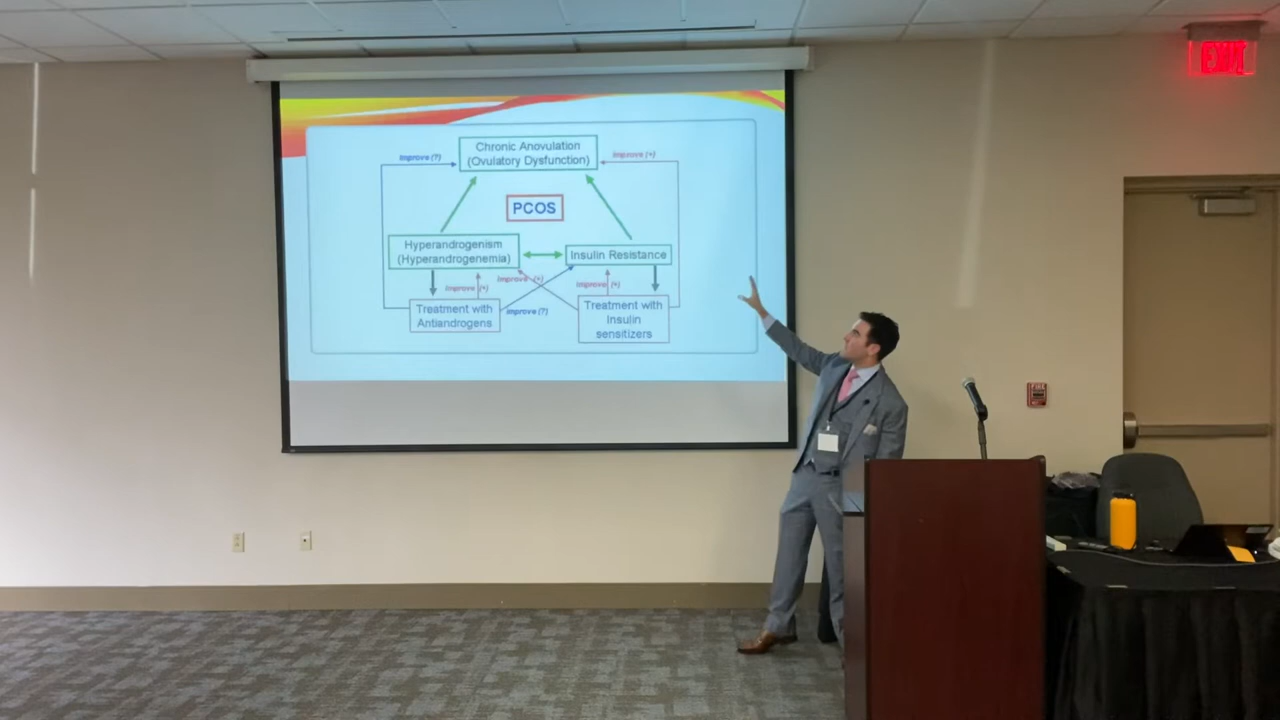 EXIT
Improve (?)
Chronic Anovulation
(Ovulatory Dysfunction)
Improve (+)
PCOS
Hyperandrogenism
(Hyperandrogenemia)
Insulin Resistance
Improve (+)
Improve (+)
Improve (+)
Treatment with
Antiandrogens
Improve (?)
Treatment with
Insulin
sensitizers
FIRE